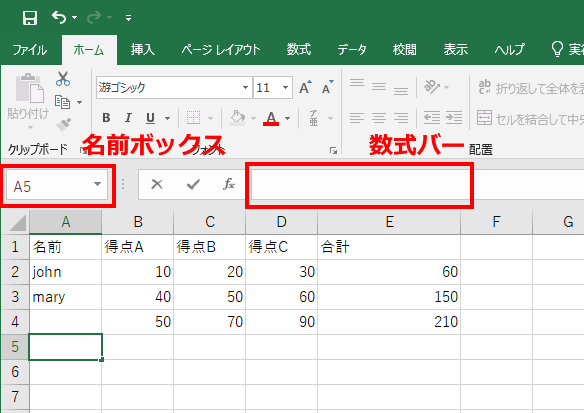 ファイル ホーム 挿入 ページ レイアウト 数式 データ 校閲 表示 ヘルプ 実行
貼り付け 游ゴシック 11 A A ab 折り返して全体を表
B I U A ア亜 セルを結合して中央
クリップボード フォント 配置
名前ボックス 数式バー
A5 fx
A B C D E F G
1 名前 得点A 得点B 得点C 合計
2 john 10 20 30 60
3 mary 40 50 60 150
4 50 70 90 210
5
6
7